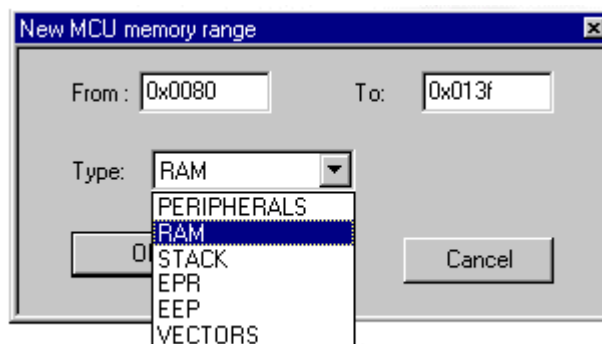 New MCU memory range
From : 0x0080 To: 0x013f
Type: RAM
PERIPHERALS
RAM
STACK
EPR
EEP
VECTORS
Cancel